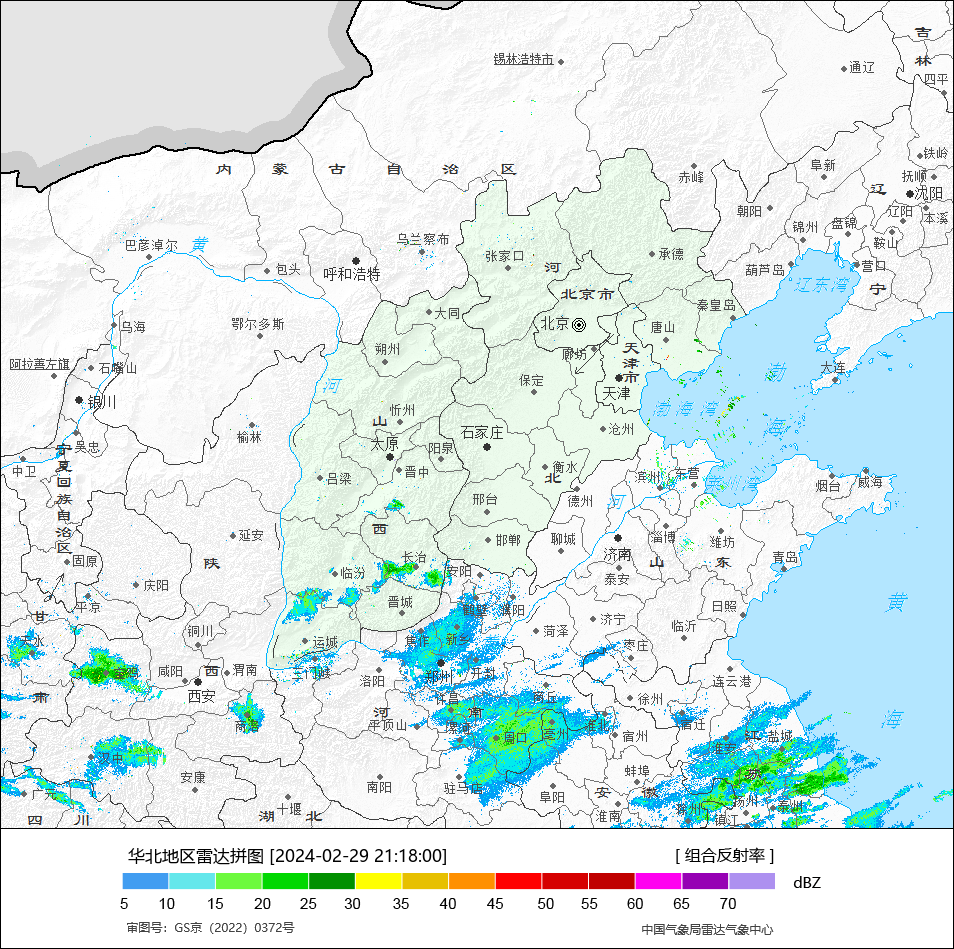 吉
林
锡林浩特市
通辽
四平
内 蒙 古 自 治 区
赤峰
阜新
铁岭
抚顺
辽
沈阳
朝阳
辽阳
本溪
锦州
盘锦
鞍山
巴彦淖尔
黄
乌兰察布
张家口
承德
河
包头
呼和浩特
葫芦岛
营口
宁
辽东湾
北京市
秦皇岛
乌海
鄂尔多斯
大同
北京
唐山
朔州
廊坊
天津市
阿拉善左旗
石嘴山
保定
渤
大连
河
银川
天津
忻州
渤海湾
山
沧州
海
榆林
太原
石家庄
吴忠
宁夏回族自治区
阳泉
中卫
晋中
衡水
北
滨州
东营
莱州湾
吕梁
烟台
威海
邢台
德州
河
西
延安
邯郸
聊城
济南
淄博
潍坊
青岛
固原
陕
长治
安阳
山
东
临汾
泰安
庆阳
平凉
晋城
鹤壁
濮阳
日照
黄
甘
铜川
运城
焦作
新乡
菏泽
济宁
临沂
天水
枣庄
宝鸡
咸阳
西
渭南
三门峡
洛阳
郑州
开封
连云港
肃
西安
许昌
商丘
徐州
商洛
河
南
平顶山
漯河
周口
亳州
淮北
宿州
宿迁
海
汉中
淮安
江
盐城
安康
南阳
驻马店
阜阳
蚌埠
苏
广元
安
徽
滁州
扬州
泰州
十堰
淮南
镇江
四 川
湖 北
华北地区雷达拼图 [2024-02-29 21:18:00]
[ 组合反射率 ]
5 10 15 20 25 30 35 40 45 50 55 60 65 70 dBZ
审图号：GS京（2022）0372号
中国气象局雷达气象中心